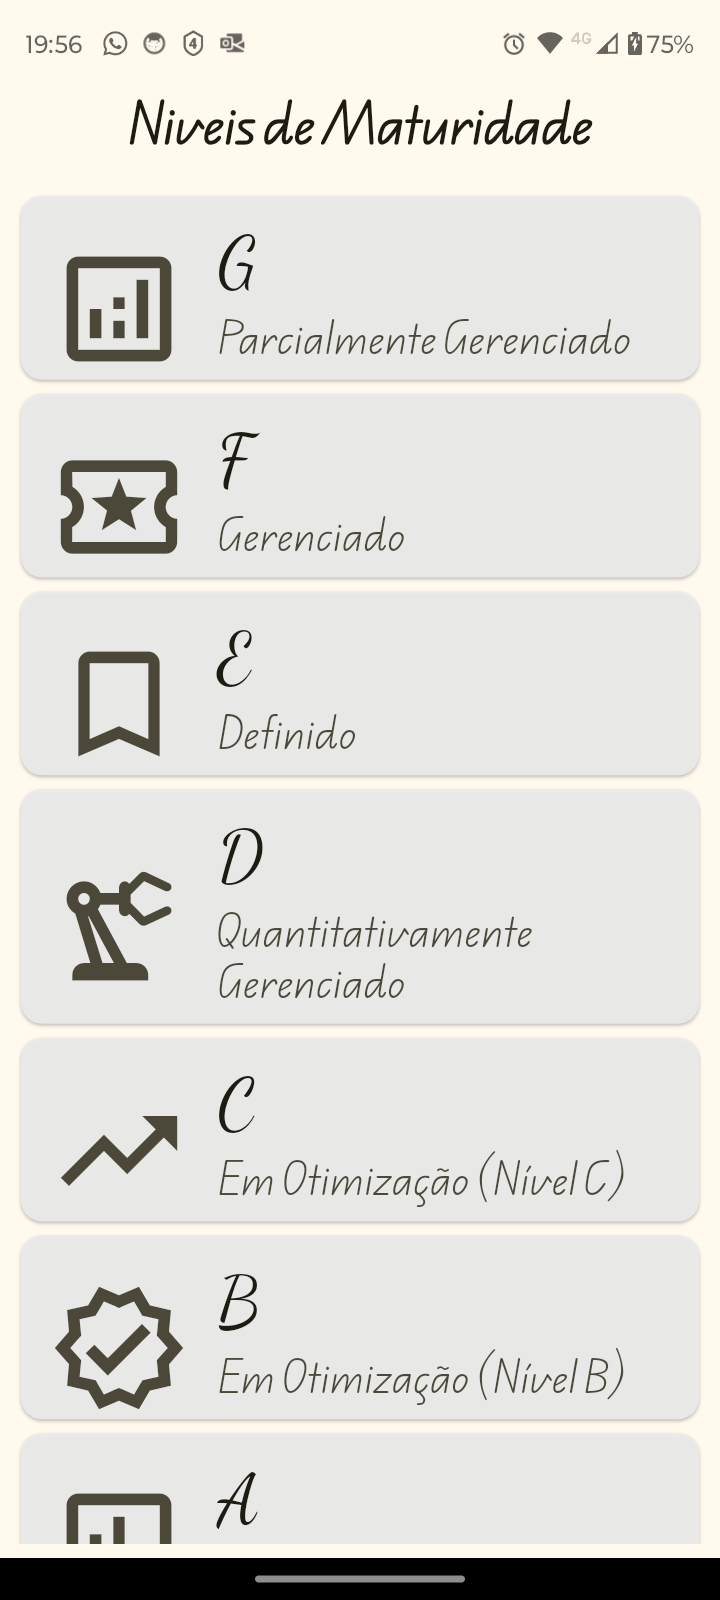 19:56 4 4G 75%
Niveis de Maturidade
G
Parcialmente Gerenciado
F
Gerenciado
E
Definido
D
Quantitativamente
Gerenciado
C
Em Otimização (Nível C)
B
Em Otimização (Nível B)
A